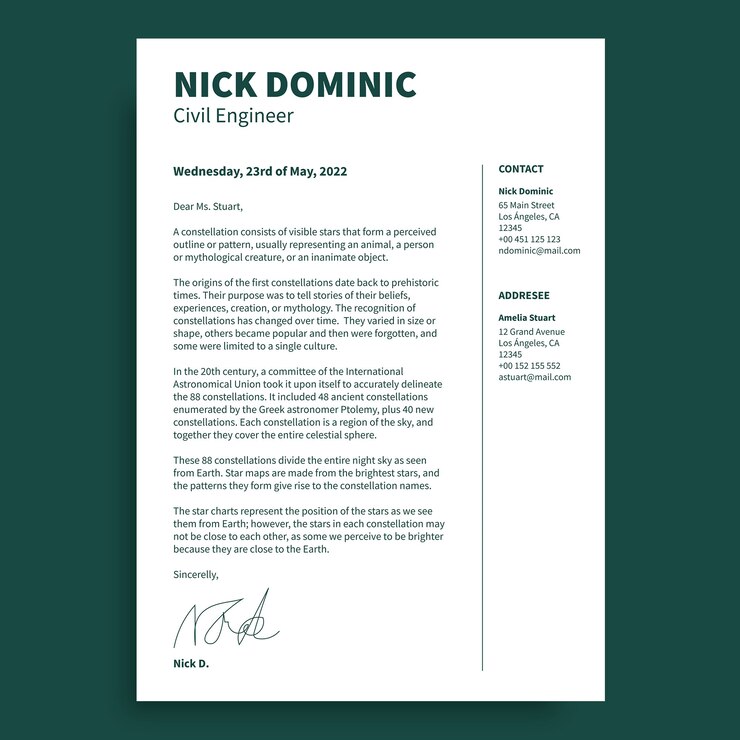 NICK DOMINIC
Civil Engineer
Wednesday, 23rd of May, 2022
Dear Ms. Stuart,
A constellation consists of visible stars that form a perceived
outline or pattern, usually representing an animal, a person
or mythological creature, or an inanimate object.
The origins of the first constellations date back to prehistoric
times. Their purpose was to tell stories of their beliefs,
experiences, creation, or mythology. The recognition of
constellations has changed over time.  They varied in size or
shape, others became popular and then were forgotten, and
some were limited to a single culture.
In the 20th century, a committee of the International
Astronomical Union took it upon itself to accurately delineate
the 88 constellations. It included 48 ancient constellations
enumerated by the Greek astronomer Ptolemy, plus 40 new
constellations. Each constellation is a region of the sky, and
together they cover the entire celestial sphere.
These 88 constellations divide the entire night sky as seen
from Earth. Star maps are made from the brightest stars, and
the patterns they form give rise to the constellation names.
The star charts represent the position of the stars as we see
them from Earth; however, the stars in each constellation may
not be close to each other, as some we perceive to be brighter
because they are close to the Earth.
Sincerelly,
Nick D.
CONTACT
Nick Dominic
65 Main Street
Los Ángeles, CA
12345
+00 451 125 123
ndominic@mail.com
ADDRESEE
Amelia Stuart
12 Grand Avenue
Los Ángeles, CA
12345
+00 152 155 552
astuart@mail.com